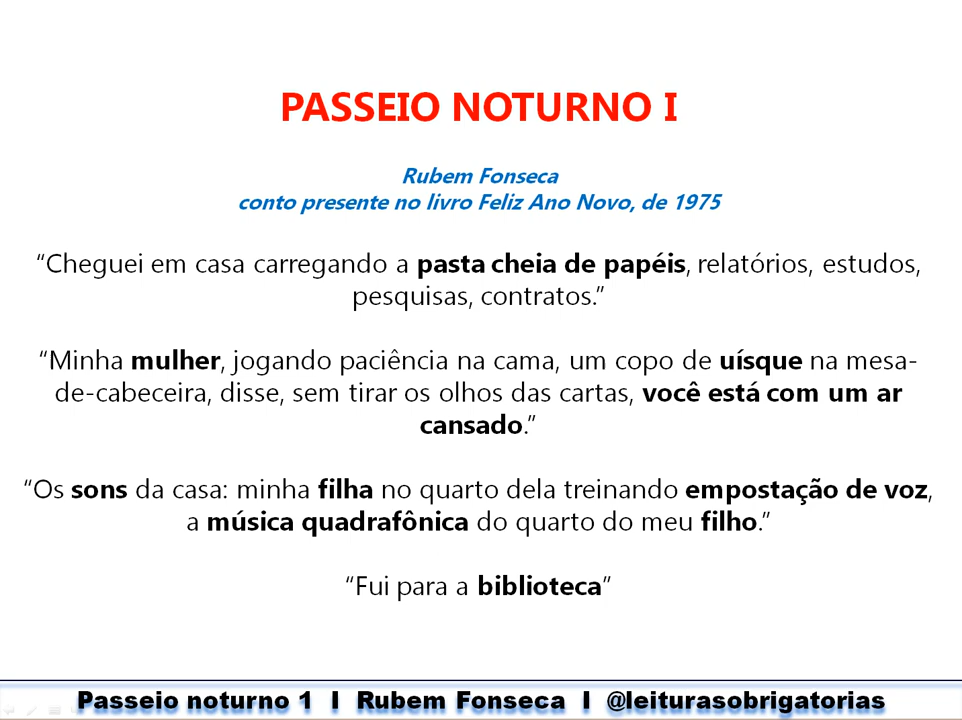 PASSEIO NOTURNO I
Rubem Fonseca
conto presente no livro Feliz Ano Novo, de 1975
“Cheguei em casa carregando a pasta cheia de papéis, relatórios, estudos,
pesquisas, contratos.”
“Minha mulher, jogando paciência na cama, um copo de uísque na mesa-
de-cabeceira, disse, sem tirar os olhos das cartas, você está com um ar
cansado.”
“Os sons da casa: minha filha no quarto dela treinando empostação de voz,
a música quadrafônica do quarto do meu filho.”
“Fui para a biblioteca”
Passeio noturno 1 I Rubem Fonseca I @leiturasobrigatorias